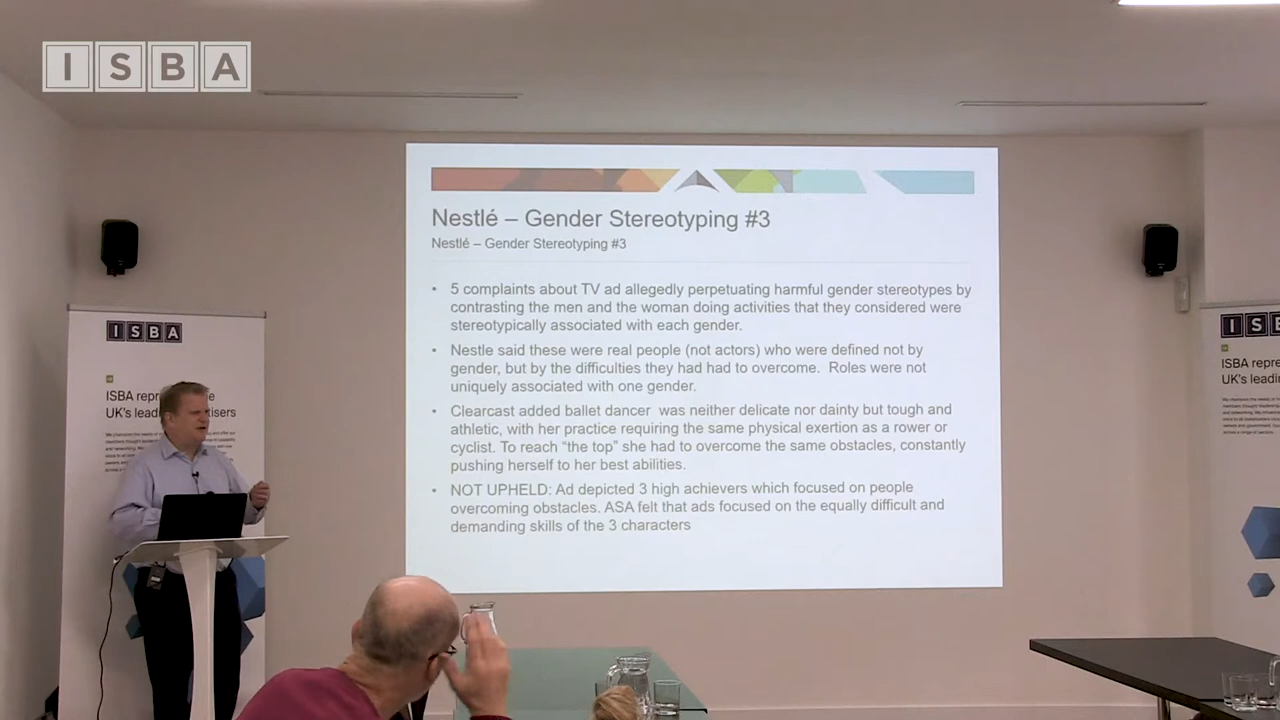 ISBA
Nestlé – Gender Stereotyping #3
Nestlé – Gender Stereotyping #3
• 5 complaints about TV ad allegedly perpetuating harmful gender stereotypes by
contrasting the men and the woman doing activities that they considered were
stereotypically associated with each gender.
• Nestle said these were real people (not actors) who were defined not by
gender, but by the difficulties they had had to overcome. Roles were not
uniquely associated with one gender.
• Clearcast added ballet dancer was neither delicate nor dainty but tough and
athletic, with her practice requiring the same physical exertion as a rower or
cyclist. To reach “the top” she had to overcome the same obstacles, constantly
pushing herself to her best abilities.
• NOT UPHELD: Ad depicted 3 high achievers which focused on people
overcoming obstacles. ASA felt that ads focused on the equally difficult and
demanding skills of the 3 characters
ISBA
ISBA repr
UK's lead tisers
ISB
ISBA repre
UK's leadin